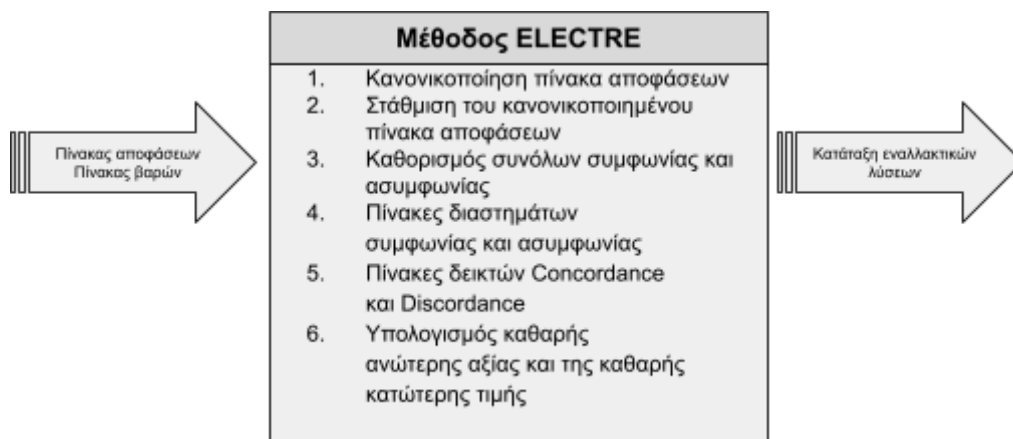 Μέθοδος ELECTRE
Πίνακας αποφάσεων
Πίνακας βαρών
1. Κανονικοποίηση πίνακα αποφάσεων
2. Στάθμιση του κανονικοποιημένου
πίνακα αποφάσεων
3. Καθορισμός συνόλων συμφωνίας και
ασυμφωνίας
4. Πίνακες διαστημάτων
συμφωνίας και ασυμφωνίας
5. Πίνακες δεικτών Concordance
και Discordance
6. Υπολογισμός καθαρής
ανώτερης αξίας και της καθαρής
κατώτερης τιμής
Κατάταξη εναλλακτικών
λύσεων